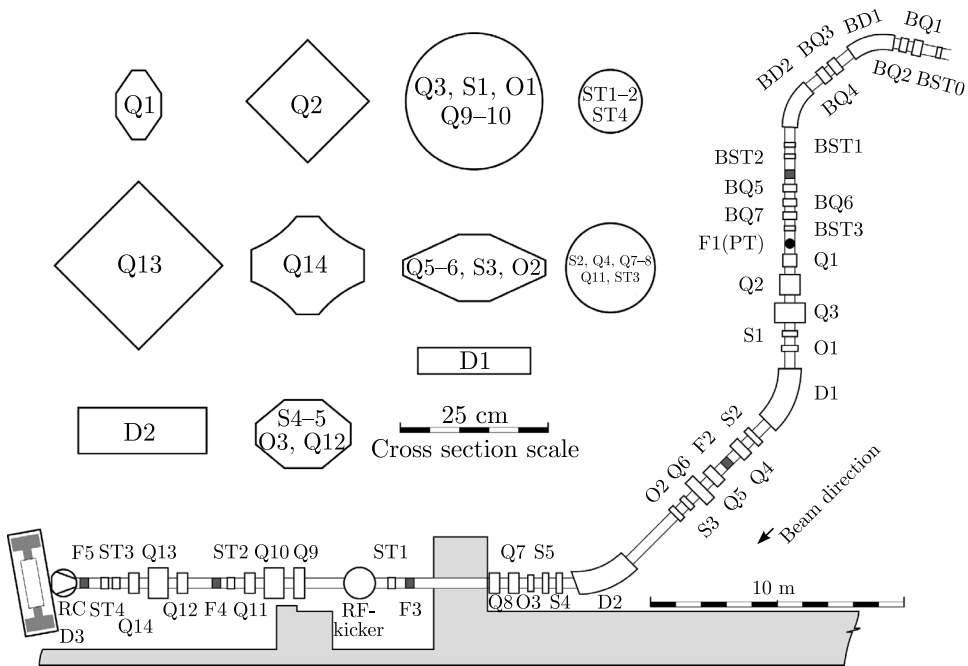 BQ1
BD1
BQ3
BD2
BQ2
BST0
BQ4
Q1
Q2
Q3, S1, O1
Q9–10
ST1–2
ST4
BST1
BST2
BQ5
BQ6
BQ7
BST3
F1(PT)
Q1
Q2
Q3
S1
O1
D1
Q13
Q14
Q5–6, S3, O2
S2, Q4, Q7–8
Q11, ST3
D1
D2
S4–5
O3, Q12
25 cm
Cross section scale
S2
F2
Q6
O2
Q4
Q5
S3
Beam direction
F5
ST3
Q13
ST2
Q10
Q9
ST1
Q7
S5
RC
ST4
Q14
Q12
F4
Q11
RF-
kicker
F3
Q8
O3
S4
D2
D3
10 m